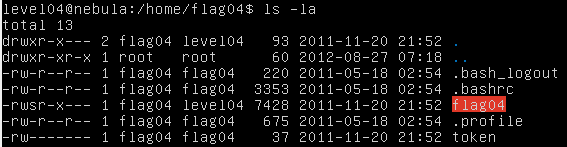 level04@nebula:/home/flag04$ ls -la
total 13
drwxr-x--- 2 flag04 level04   93 2011-11-20 21:52 .
drwxr-xr-x 1 root   root      60 2012-08-27 07:18 ..
-rw-r--r-- 1 flag04 flag04   220 2011-05-18 02:54 .bash_logout
-rw-r--r-- 1 flag04 flag04  3353 2011-05-18 02:54 .bashrc
-rwsr-x--- 1 flag04 level04 7428 2011-11-20 21:52 flag04
-rw-r--r-- 1 flag04 flag04   675 2011-05-18 02:54 .profile
-rw------- 1 flag04 flag04    37 2011-11-20 21:52 token